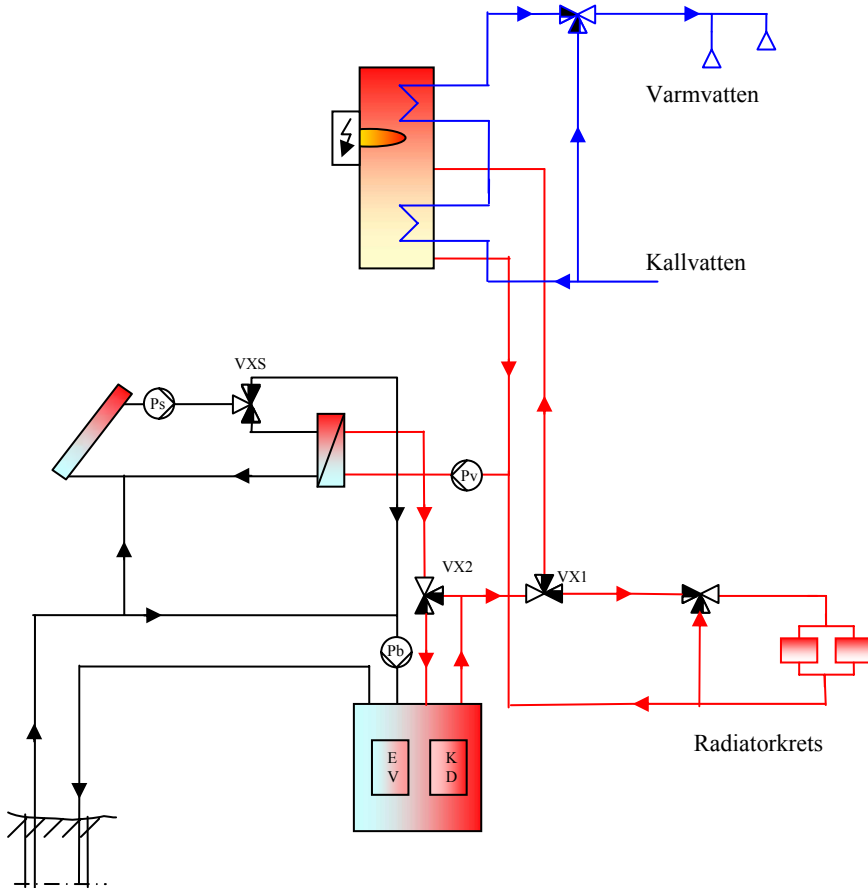 Varmvatten
Kallvatten
VXS
Ps
Pv
VX2
VX1
Pb
E
V
K
D
Radiatorkrets